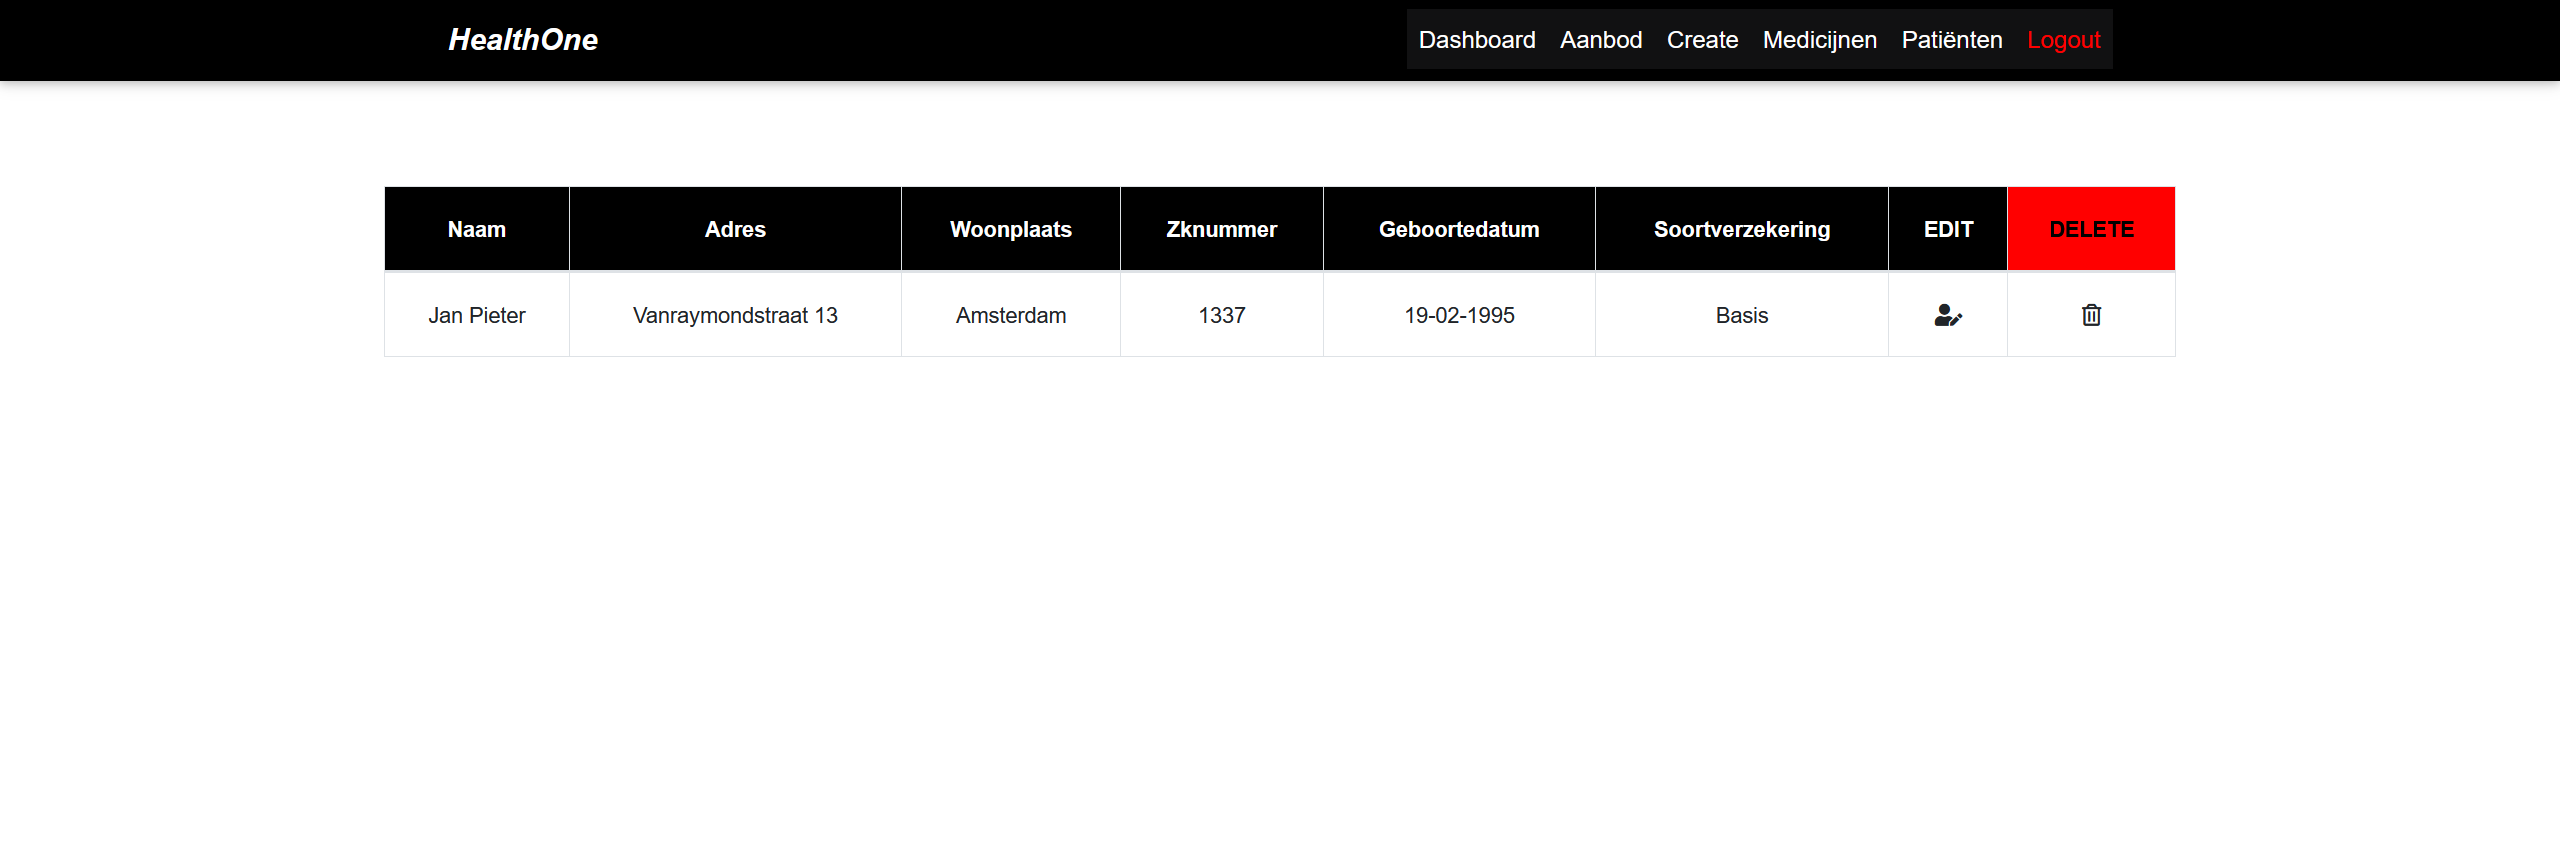 HealthOne
Dashboard Aanbod Create Medicijnen Patiënten Logout
Naam Adres Woonplaats Zknummer Geboortedatum Soortverzekering EDIT DELETE
Jan Pieter Vanraymondstraat 13 Amsterdam 1337 19-02-1995 Basis